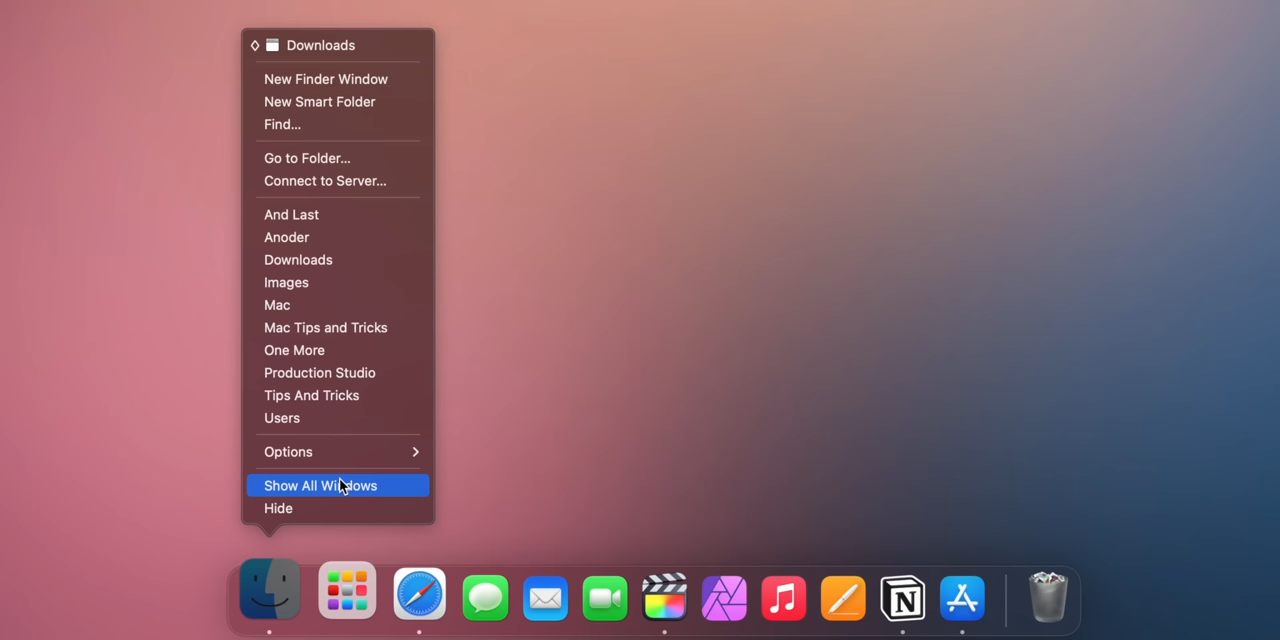 Downloads
New Finder Window
New Smart Folder
Find...
Go to Folder...
Connect to Server...
And Last
Anoder
Downloads
Images
Mac
Mac Tips and Tricks
One More
Production Studio
Tips And Tricks
Users
Options
Show All Windows
Hide
N